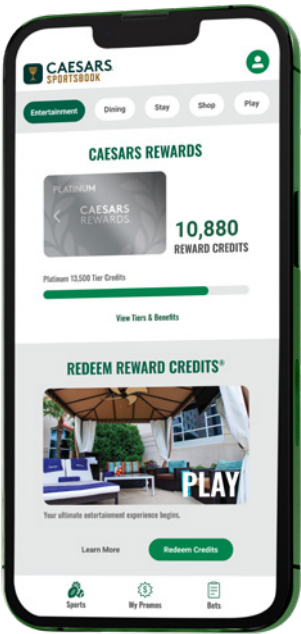 CAESARS
SPORTSBOOK
Entertainment Dining Stay Shop Play
CAESARS REWARDS
PLATINUM
CAESARS
REWARDS
10,880
REWARD CREDITS
Platinum 13,500 Tier Credits
View Tiers & Benefits
REDEEM REWARD CREDITS®
PLAY
Your ultimate entertainment experience begins.
Learn More Redeem Credits
Sports My Promos Bets